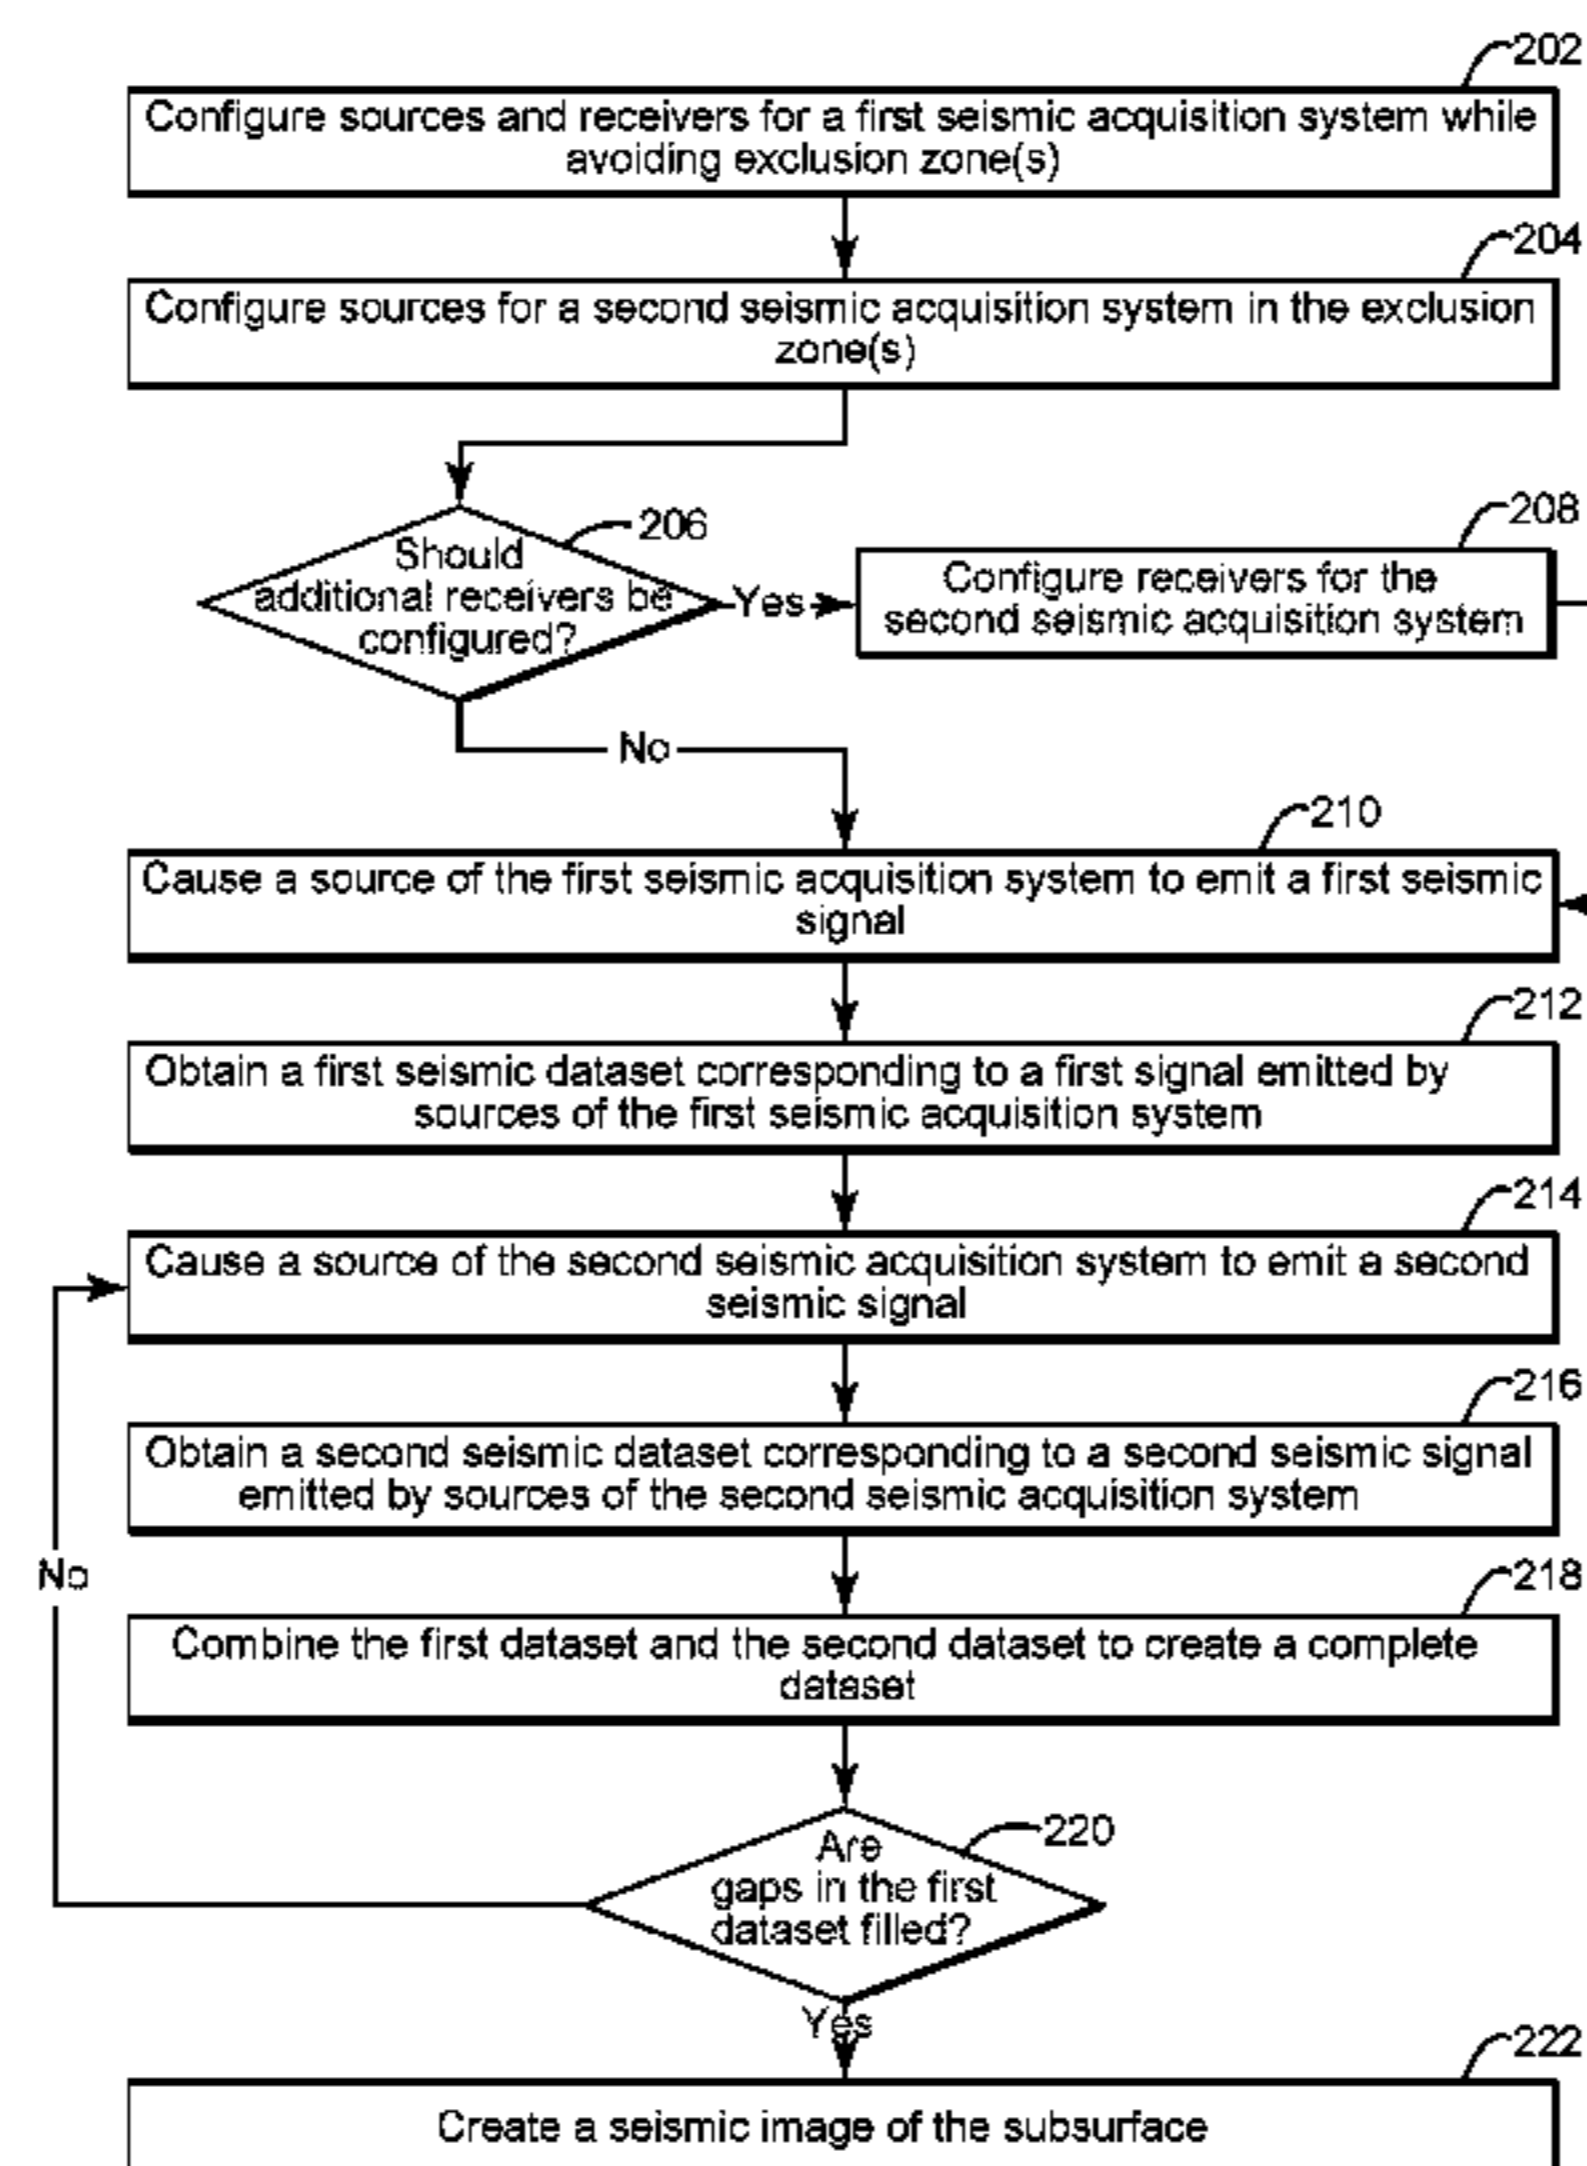 202
Configure sources and receivers for a first seismic acquisition system while
avoiding exclusion zone(s)
204
Configure sources for a second seismic acquisition system in the exclusion
zone(s)
206
Should
additional receivers be
configured?
Yes
208
Configure receivers for the
second seismic acquisition system
No
210
Cause a source of the first seismic acquisition system to emit a first seismic
signal
212
Obtain a first seismic dataset corresponding to a first signal emitted by
sources of the first seismic acquisition system
214
Cause a source of the second seismic acquisition system to emit a second
seismic signal
216
Obtain a second seismic dataset corresponding to a second seismic signal
emitted by sources of the second seismic acquisition system
No
218
Combine the first dataset and the second dataset to create a complete
dataset
220
Are
gaps in the first
dataset filled?
Yes
222
Create a seismic image of the subsurface